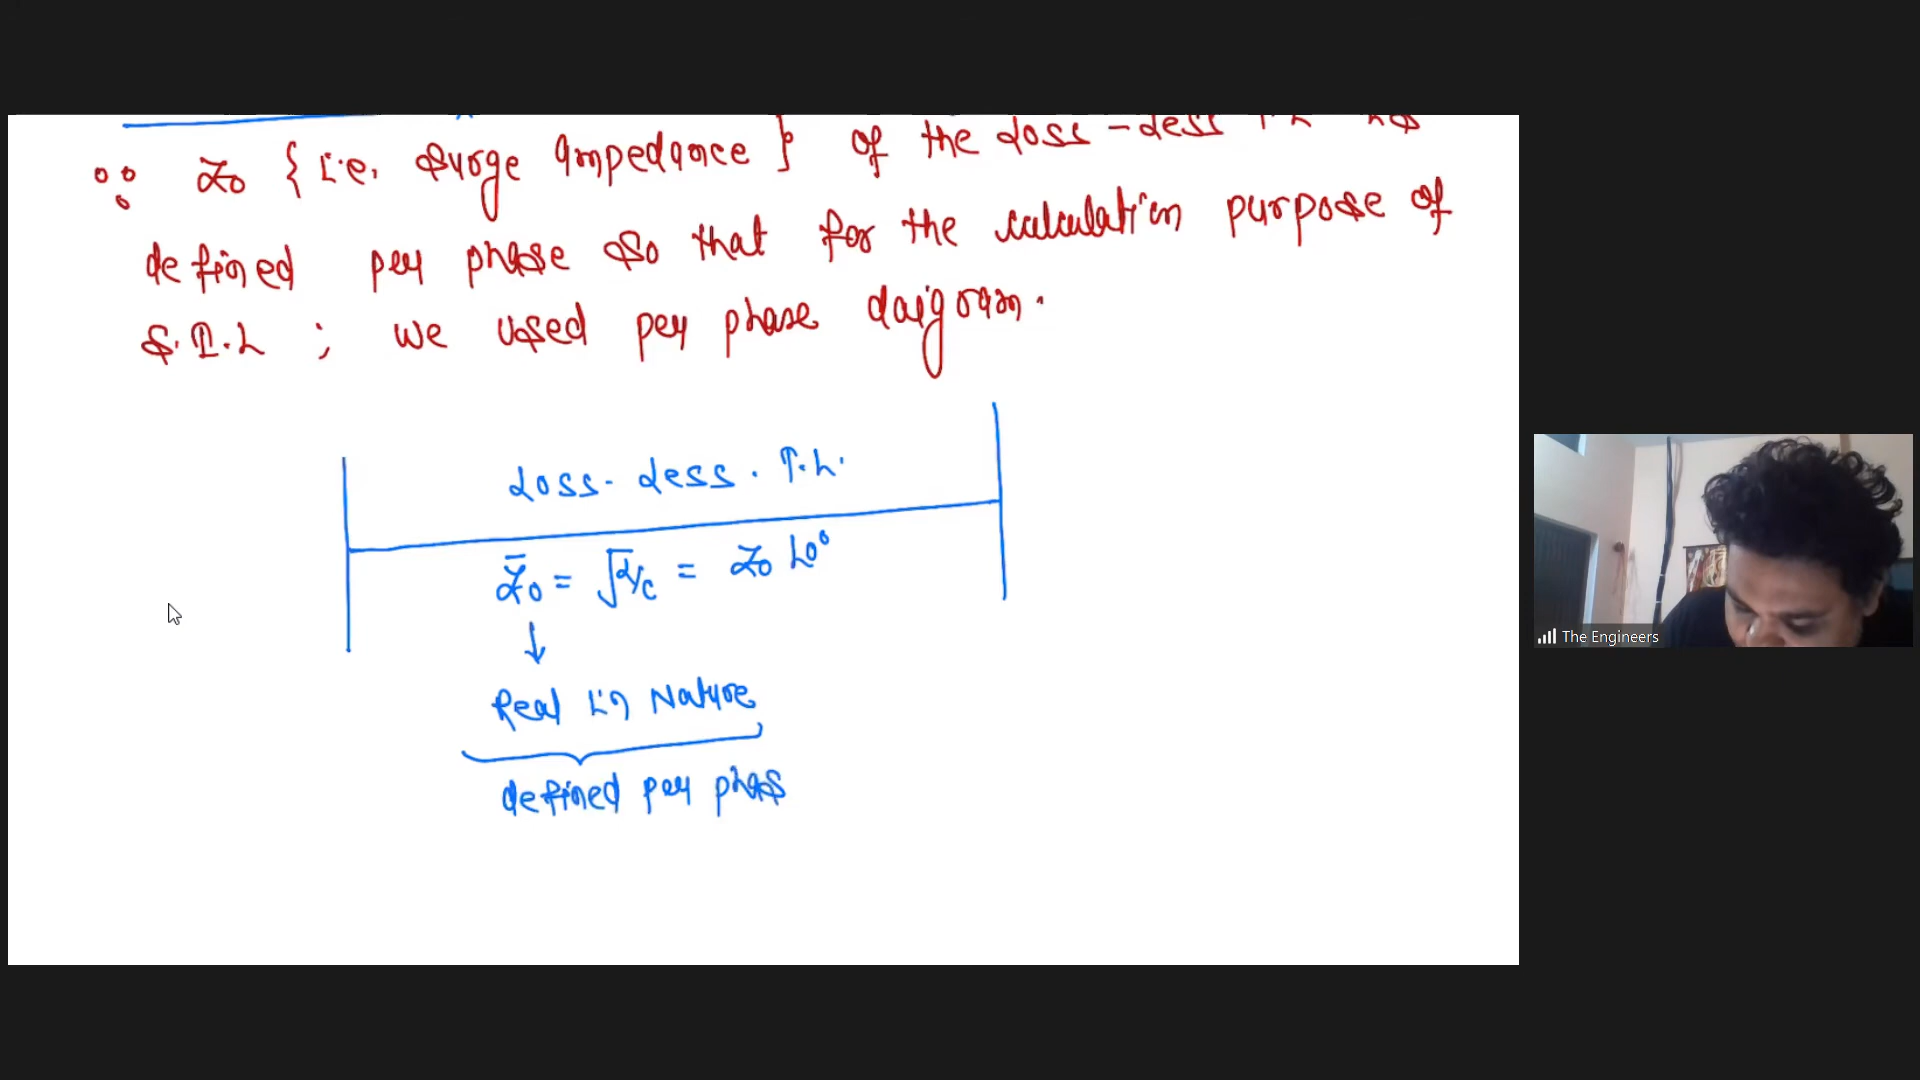 ∵ Z₀ {i.e. Surge Impedance} of the Loss-Less T.L is
defined per phase so that for the calculation purpose of
S.I.L ; we used per phase daigram.
Loss-Less. T.L.
Z̄₀ = √L/C = Z₀ ∠0°
↓
Real in Nature
defined per phas
The Engineers